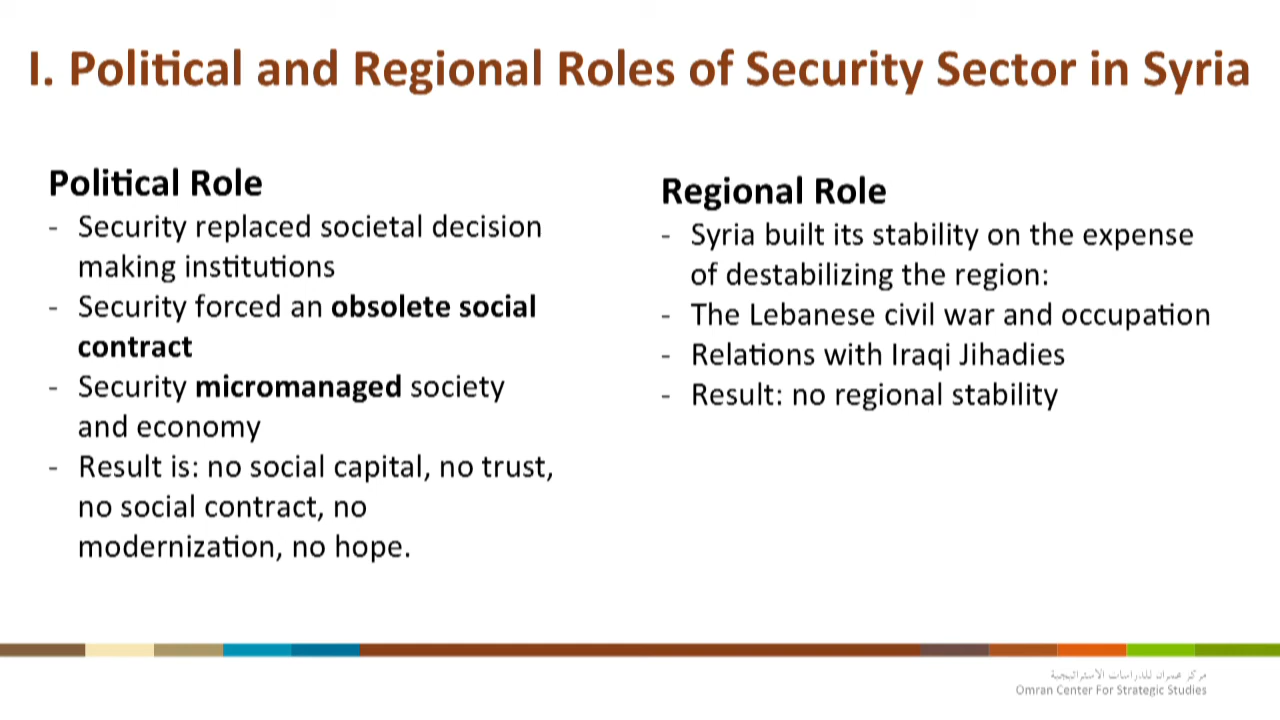 I. Political and Regional Roles of Security Sector in Syria
Political Role
- Security replaced societal decision
making institutions
- Security forced an obsolete social
contract
- Security micromanaged society
and economy
- Result is: no social capital, no trust,
no social contract, no
modernization, no hope.
Regional Role
- Syria built its stability on the expense
of destabilizing the region:
- The Lebanese civil war and occupation
- Relations with Iraqi Jihadies
- Result: no regional stability
مركز عمران للدراسات الاستراتيجية
Omran Center For Strategic Studies